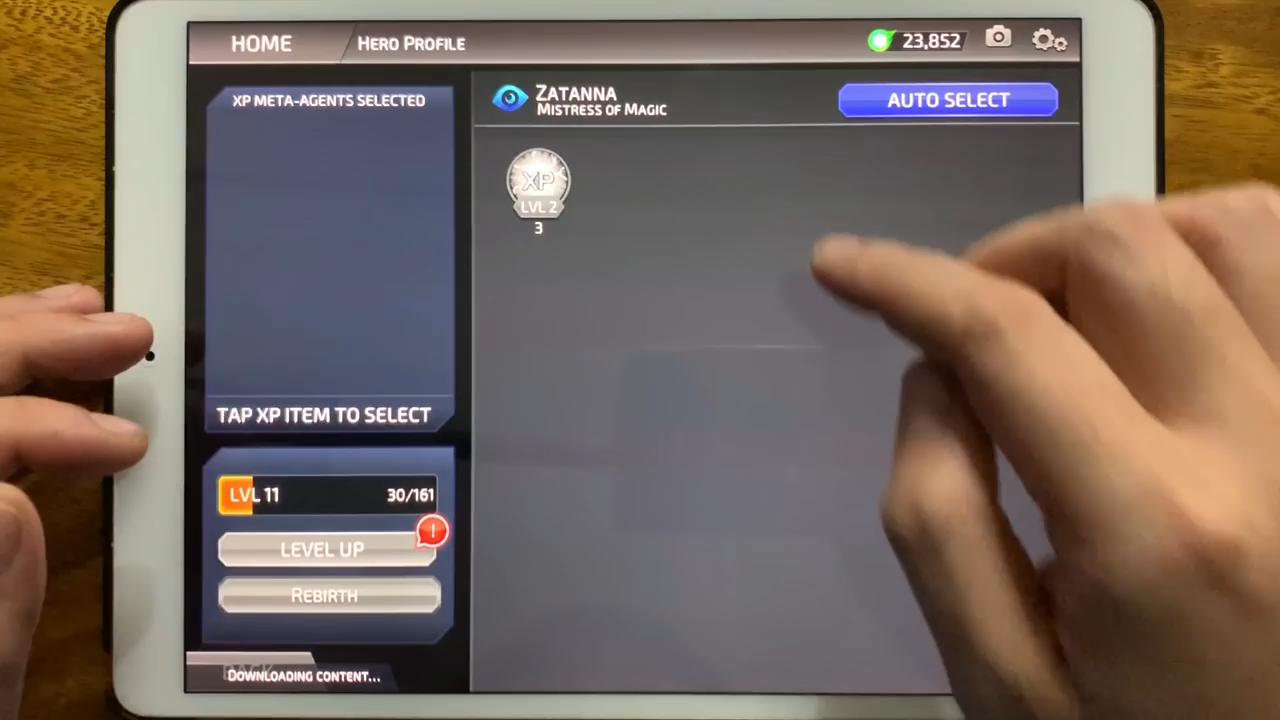 HOME
HERO PROFILE
23,852
XP META-AGENTS SELECTED
ZATANNA
MISTRESS OF MAGIC
AUTO SELECT
XP
LVL 2
3
TAP XP ITEM TO SELECT
LVL 11
30/161
!
LEVEL UP
REBIRTH
BACK
DOWNLOADING CONTENT...